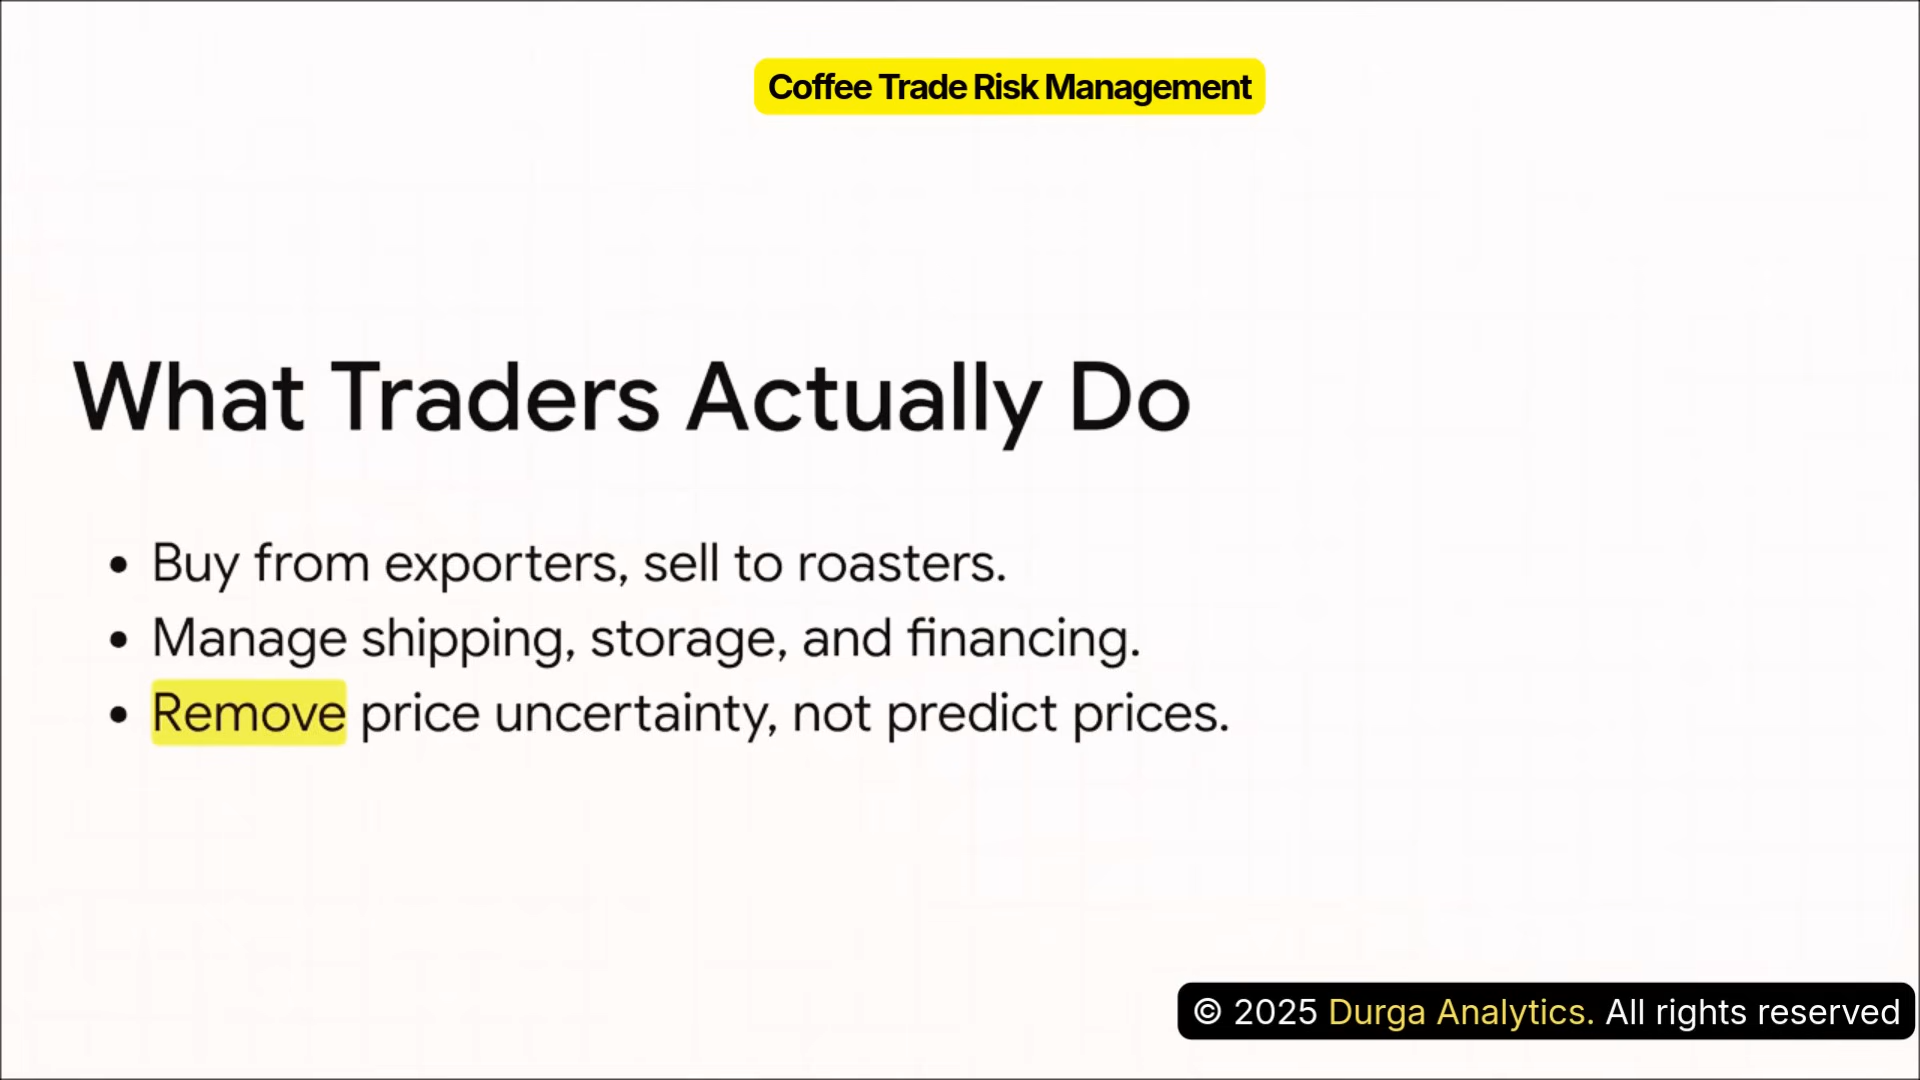 Coffee Trade Risk Management
What Traders Actually Do
• Buy from exporters, sell to roasters.
• Manage shipping, storage, and financing.
• Remove price uncertainty, not predict prices.
© 2025 Durga Analytics. All rights reserved